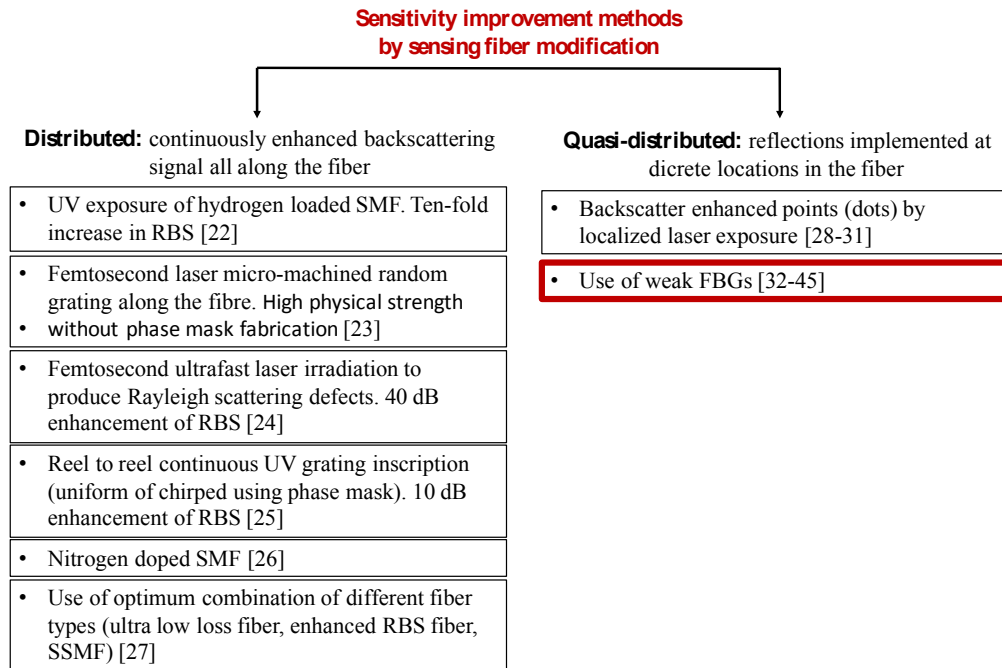 Sensitivity improvement methods
by sensing fiber modification
Distributed: continuously enhanced backscattering
signal all along the fiber
• UV exposure of hydrogen loaded SMF. Ten-fold
increase in RBS [22]
• Femtosecond laser micro-machined random
grating along the fibre. High physical strength
• without phase mask fabrication [23]
• Femtosecond ultrafast laser irradiation to
produce Rayleigh scattering defects. 40 dB
enhancement of RBS [24]
• Reel to reel continuous UV grating inscription
(uniform of chirped using phase mask). 10 dB
enhancement of RBS [25]
• Nitrogen doped SMF [26]
• Use of optimum combination of different fiber
types (ultra low loss fiber, enhanced RBS fiber,
SSMF) [27]
Quasi-distributed: reflections implemented at
dicrete locations in the fiber
• Backscatter enhanced points (dots) by
localized laser exposure [28-31]
• Use of weak FBGs [32-45]